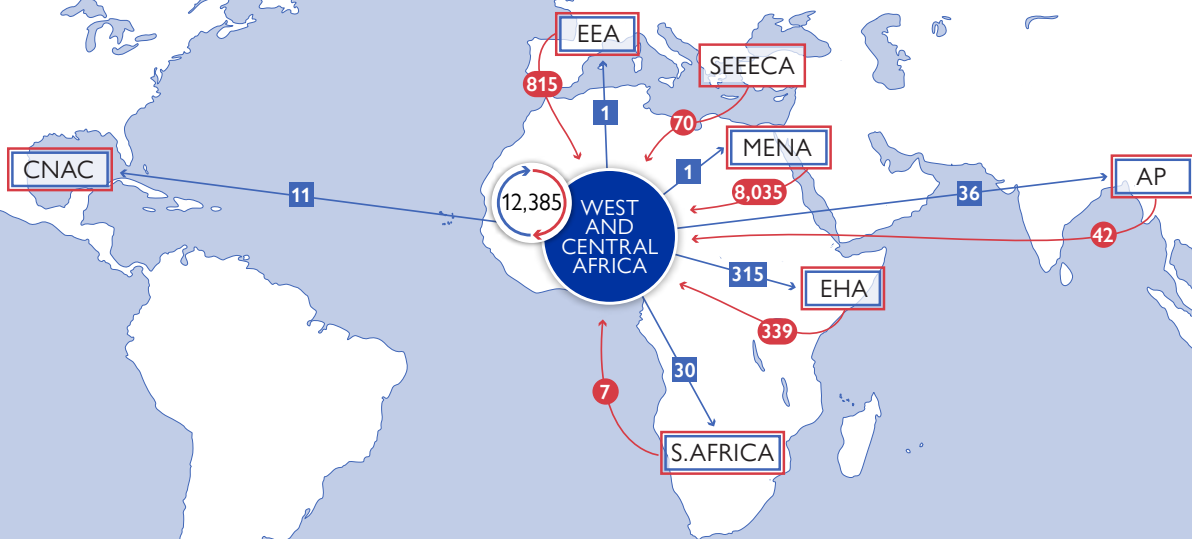 EEA
SEEECA
815
1
70
MENA
CNAC
1
AP
8,035
11
36
12,385
WEST
AND
CENTRAL
AFRICA
42
315
EHA
339
30
7
S.AFRICA